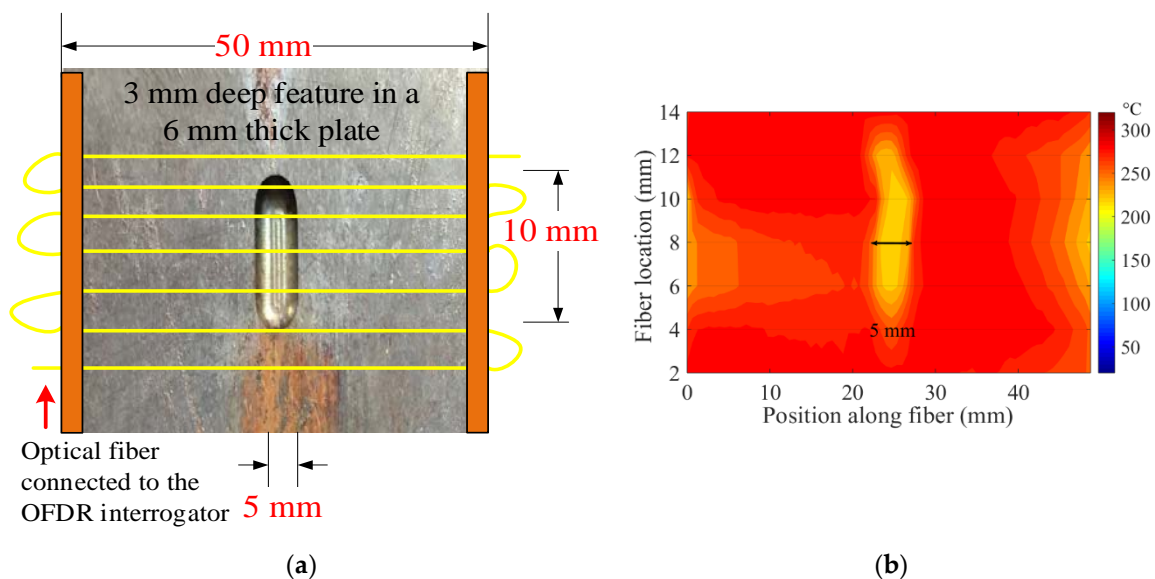 50 mm
3 mm deep feature in a
6 mm thick plate
10 mm
Optical fiber
connected to the
OFDR interrogator
5 mm
(a)
°C
14
12
10
8
6
4
2
Fiber location (mm)
5 mm
0
10
20
30
40
Position along fiber (mm)
300
250
200
150
100
50
(b)